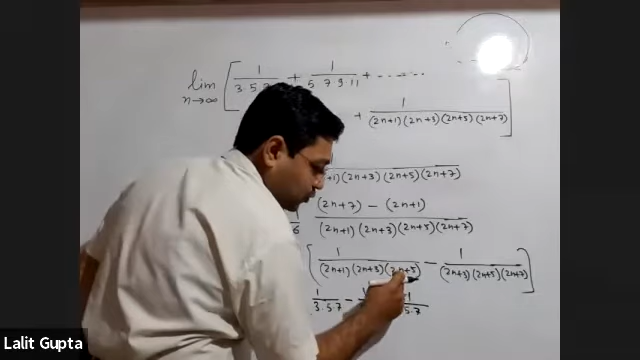 lim n→∞ [ 1/3·5 + 1/5·7·9·11 + ......
+ 1/(2n+1)(2n+3)(2n+5)(2n+7) ]
+1)(2n+3)(2n+5)(2n+7)
(2n+7) − (2n+1)
6 (2n+1)(2n+3)(2n+5)(2n+7)
[ 1/(2n+1)(2n+3)(2n+5) − 1/(2n+3)(2n+5)(2n+7) ]
1/3·5·7 − 1/5·7
Lalit Gupta